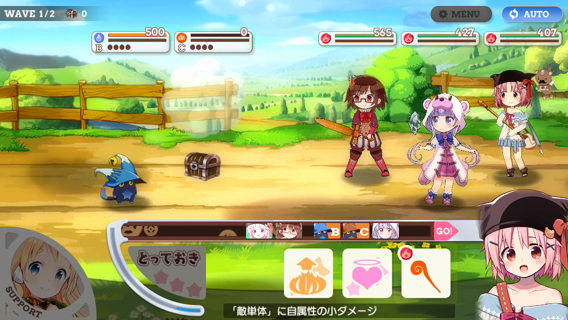 WAVE 1/2 0
MENU
AUTO
500
B
0
C
565
427
407
B C
GO!
とっておき
SUPPORT
「敵単体」に自属性の小ダメージ